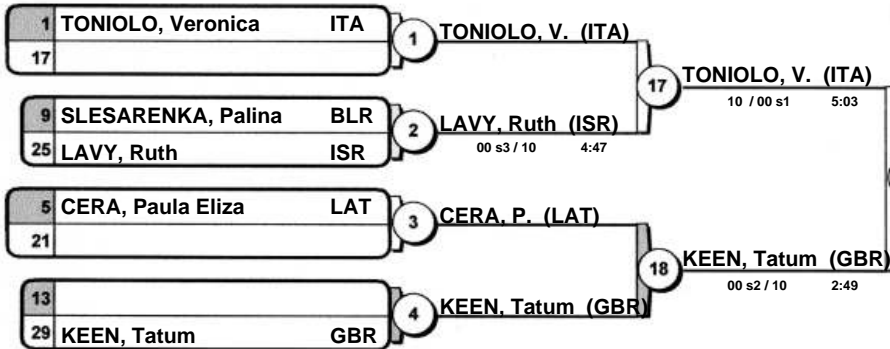 1 TONIOLO, Veronica ITA
17
1
TONIOLO, V. (ITA)
9 SLESARENKA, Palina BLR
25 LAVY, Ruth ISR
2
LAVY, Ruth (ISR)
00 s3 / 10 4:47
17
TONIOLO, V. (ITA)
10 / 00 s1 5:03
5 CERA, Paula Eliza LAT
21
3
CERA, P. (LAT)
13
29 KEEN, Tatum GBR
4
KEEN, Tatum (GBR)
18
KEEN, Tatum (GBR)
00 s2 / 10 2:49